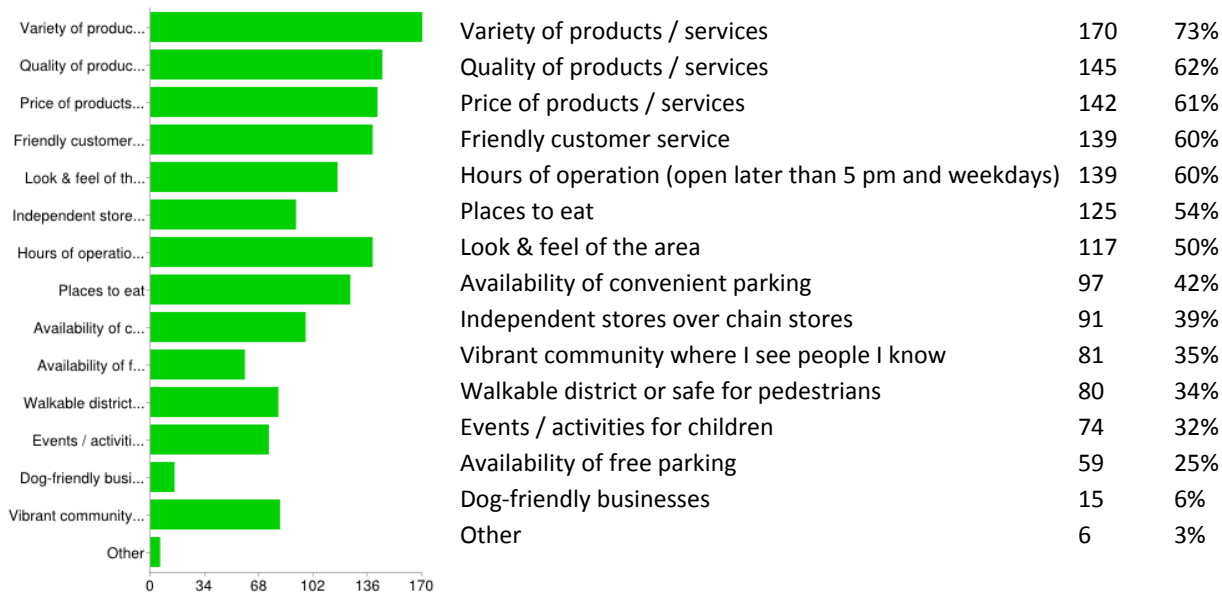 Variety of produc...
Quality of produc...
Price of products...
Friendly customer...
Look & feel of th...
Independent store...
Hours of operatio...
Places to eat
Availability of c...
Availability of f...
Walkable district...
Events / activiti...
Dog-friendly busi...
Vibrant community...
Other
0 34 68 102 136 170
Variety of products / services 170 73%
Quality of products / services 145 62%
Price of products / services 142 61%
Friendly customer service 139 60%
Hours of operation (open later than 5 pm and weekdays) 139 60%
Places to eat 125 54%
Look & feel of the area 117 50%
Availability of convenient parking 97 42%
Independent stores over chain stores 91 39%
Vibrant community where I see people I know 81 35%
Walkable district or safe for pedestrians 80 34%
Events / activities for children 74 32%
Availability of free parking 59 25%
Dog-friendly businesses 15 6%
Other 6 3%